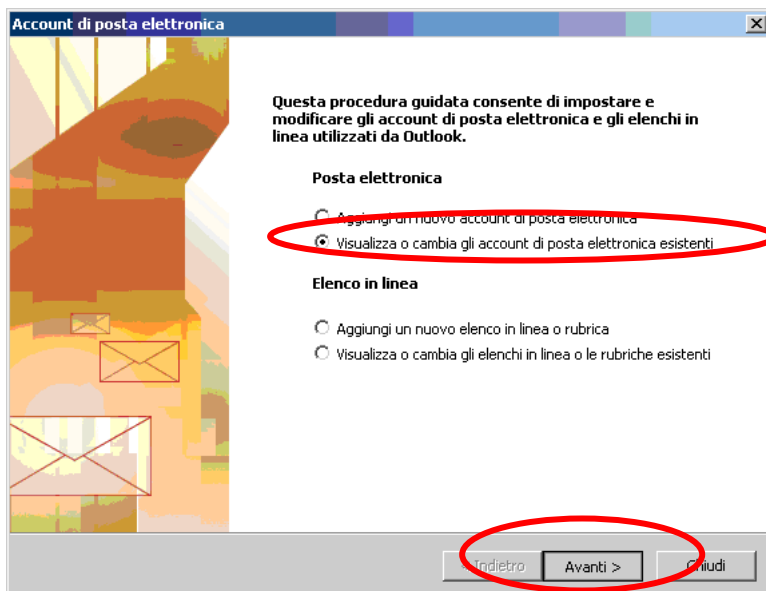 Account di posta elettronica
Questa procedura guidata consente di impostare e
modificare gli account di posta elettronica e gli elenchi in
linea utilizzati da Outlook.
Posta elettronica
Aggiungi un nuovo account di posta elettronica
Visualizza o cambia gli account di posta elettronica esistenti
Elenco in linea
Aggiungi un nuovo elenco in linea o rubrica
Visualizza o cambia gli elenchi in linea o le rubriche esistenti
< Indietro
Avanti >
Chiudi